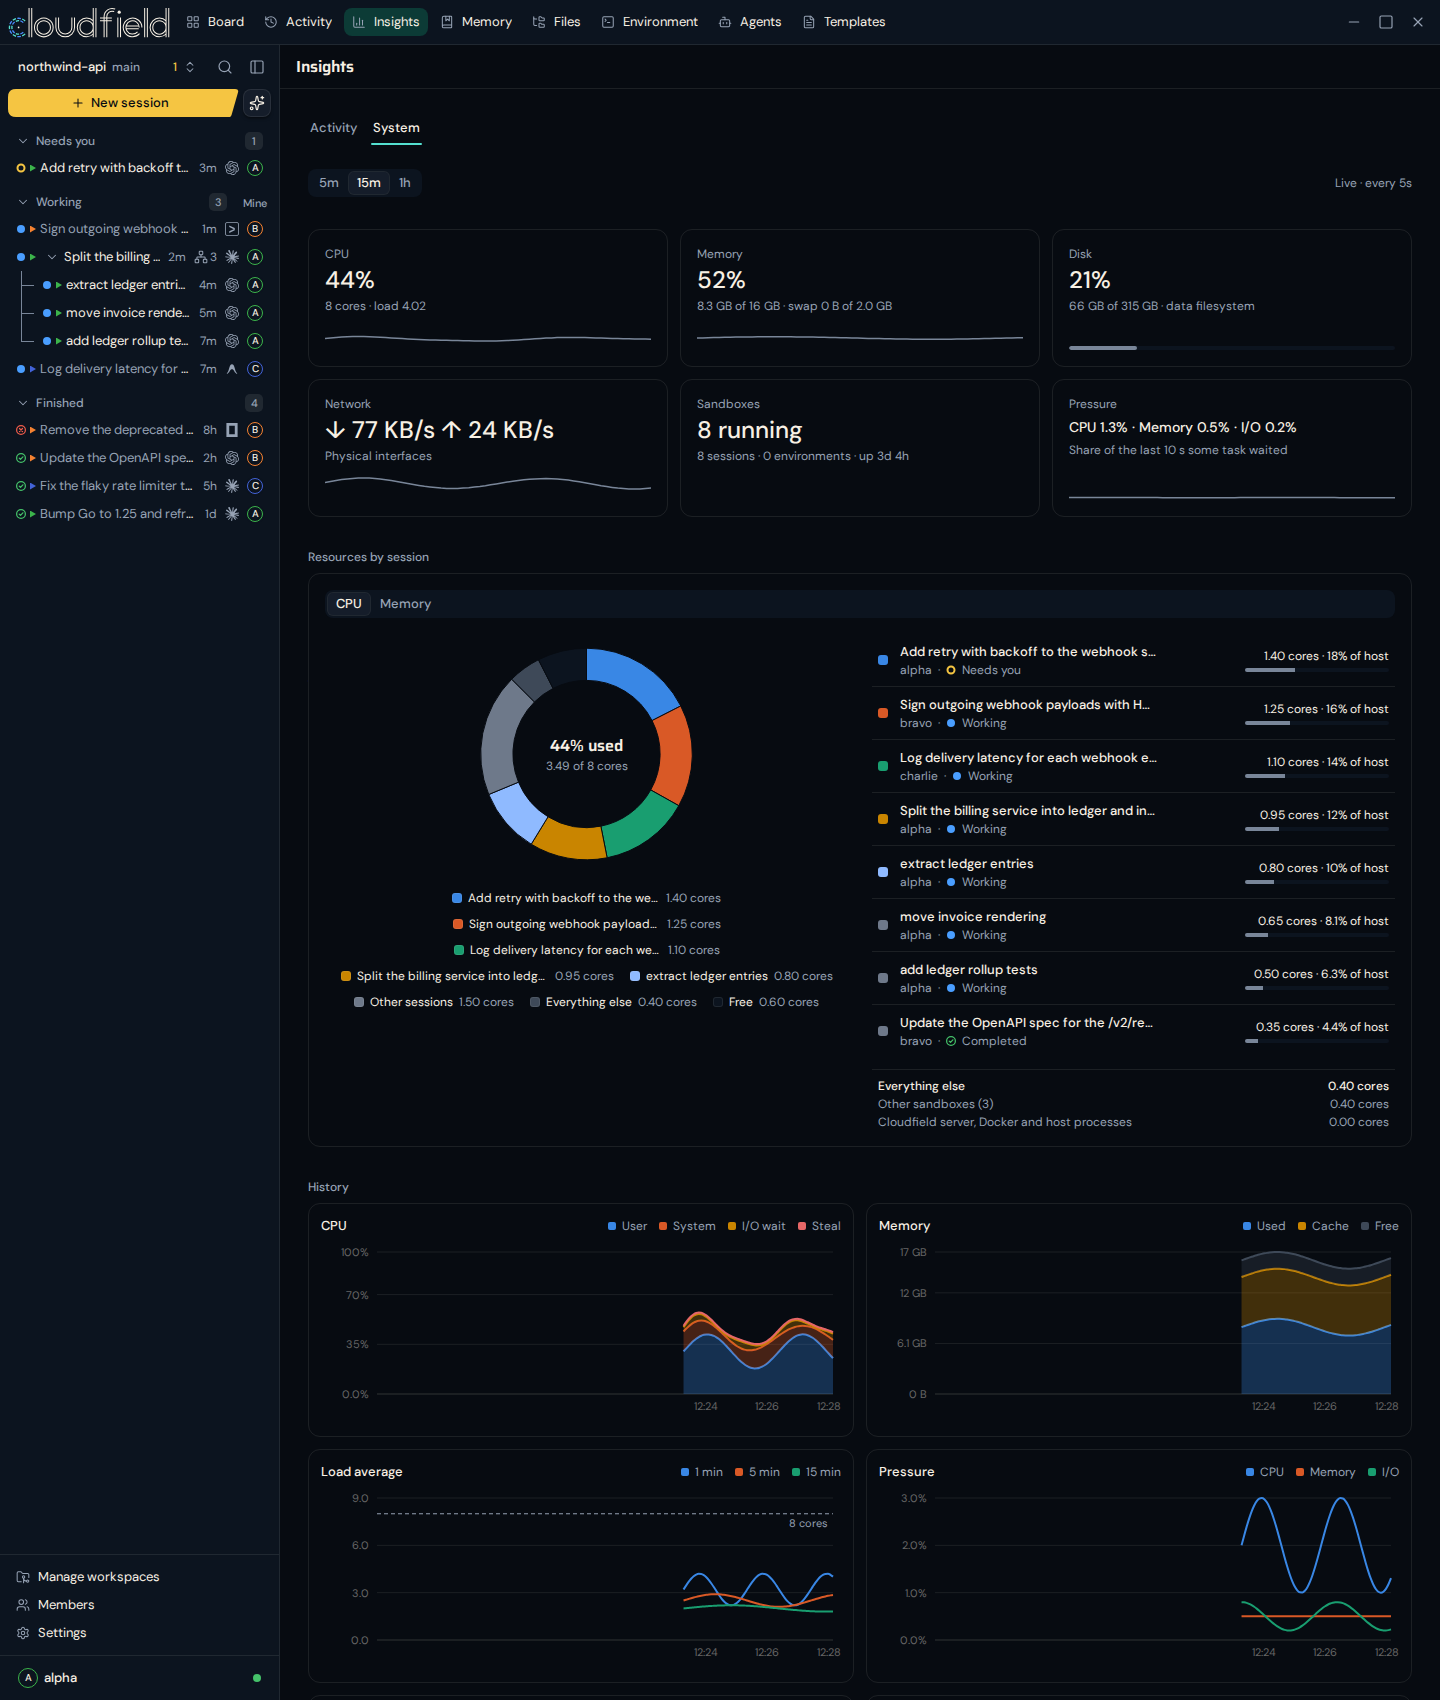 cloudfield Board Activity Insights Memory Files Environment Agents Templates
northwind-api main 1
Insights
+ New session
Needs you 1
Add retry with backoff t... 3m A
Working 3 Mine
Sign outgoing webhook ... 1m B
Split the billing ... 2m 3 A
extract ledger entri... 4m A
move invoice rende... 5m A
add ledger rollup te... 7m A
Log delivery latency for ... 7m C
Finished 4
Remove the deprecated ... 8h B
Update the OpenAPI spe... 2h B
Fix the flaky rate limiter t... 5h C
Bump Go to 1.25 and refr... 1d A
Manage workspaces
Members
Settings
A alpha
Activity System
5m 15m 1h
Live · every 5s
CPU
44%
8 cores · load 4.02
Memory
52%
8.3 GB of 16 GB · swap 0 B of 2.0 GB
Disk
21%
66 GB of 315 GB · data filesystem
Network
↓ 77 KB/s ↑ 24 KB/s
Physical interfaces
Sandboxes
8 running
8 sessions · 0 environments · up 3d 4h
Pressure
CPU 1.3% · Memory 0.5% · I/O 0.2%
Share of the last 10 s some task waited
Resources by session
CPU Memory
44% used
3.49 of 8 cores
Add retry with backoff to the we... 1.40 cores
Sign outgoing webhook payload... 1.25 cores
Log delivery latency for each we... 1.10 cores
Split the billing service into ledg... 0.95 cores extract ledger entries 0.80 cores
Other sessions 1.50 cores Everything else 0.40 cores Free 0.60 cores
Add retry with backoff to the webhook s... 1.40 cores · 18% of host
alpha · Needs you
Sign outgoing webhook payloads with H... 1.25 cores · 16% of host
bravo · Working
Log delivery latency for each webhook e... 1.10 cores · 14% of host
charlie · Working
Split the billing service into ledger and in... 0.95 cores · 12% of host
alpha · Working
extract ledger entries 0.80 cores · 10% of host
alpha · Working
move invoice rendering 0.65 cores · 8.1% of host
alpha · Working
add ledger rollup tests 0.50 cores · 6.3% of host
alpha · Working
Update the OpenAPI spec for the /v2/re... 0.35 cores · 4.4% of host
bravo · Completed
Everything else 0.40 cores
Other sandboxes (3) 0.40 cores
Cloudfield server, Docker and host processes 0.00 cores
History
CPU User System I/O wait Steal
100%
70%
35%
0.0%
12:24 12:26 12:28
Memory Used Cache Free
17 GB
12 GB
6.1 GB
0 B
12:24 12:26 12:28
Load average 1 min 5 min 15 min
9.0
8 cores
6.0
3.0
0.0
12:24 12:26 12:28
Pressure CPU Memory I/O
3.0%
2.0%
1.0%
0.0%
12:24 12:26 12:28